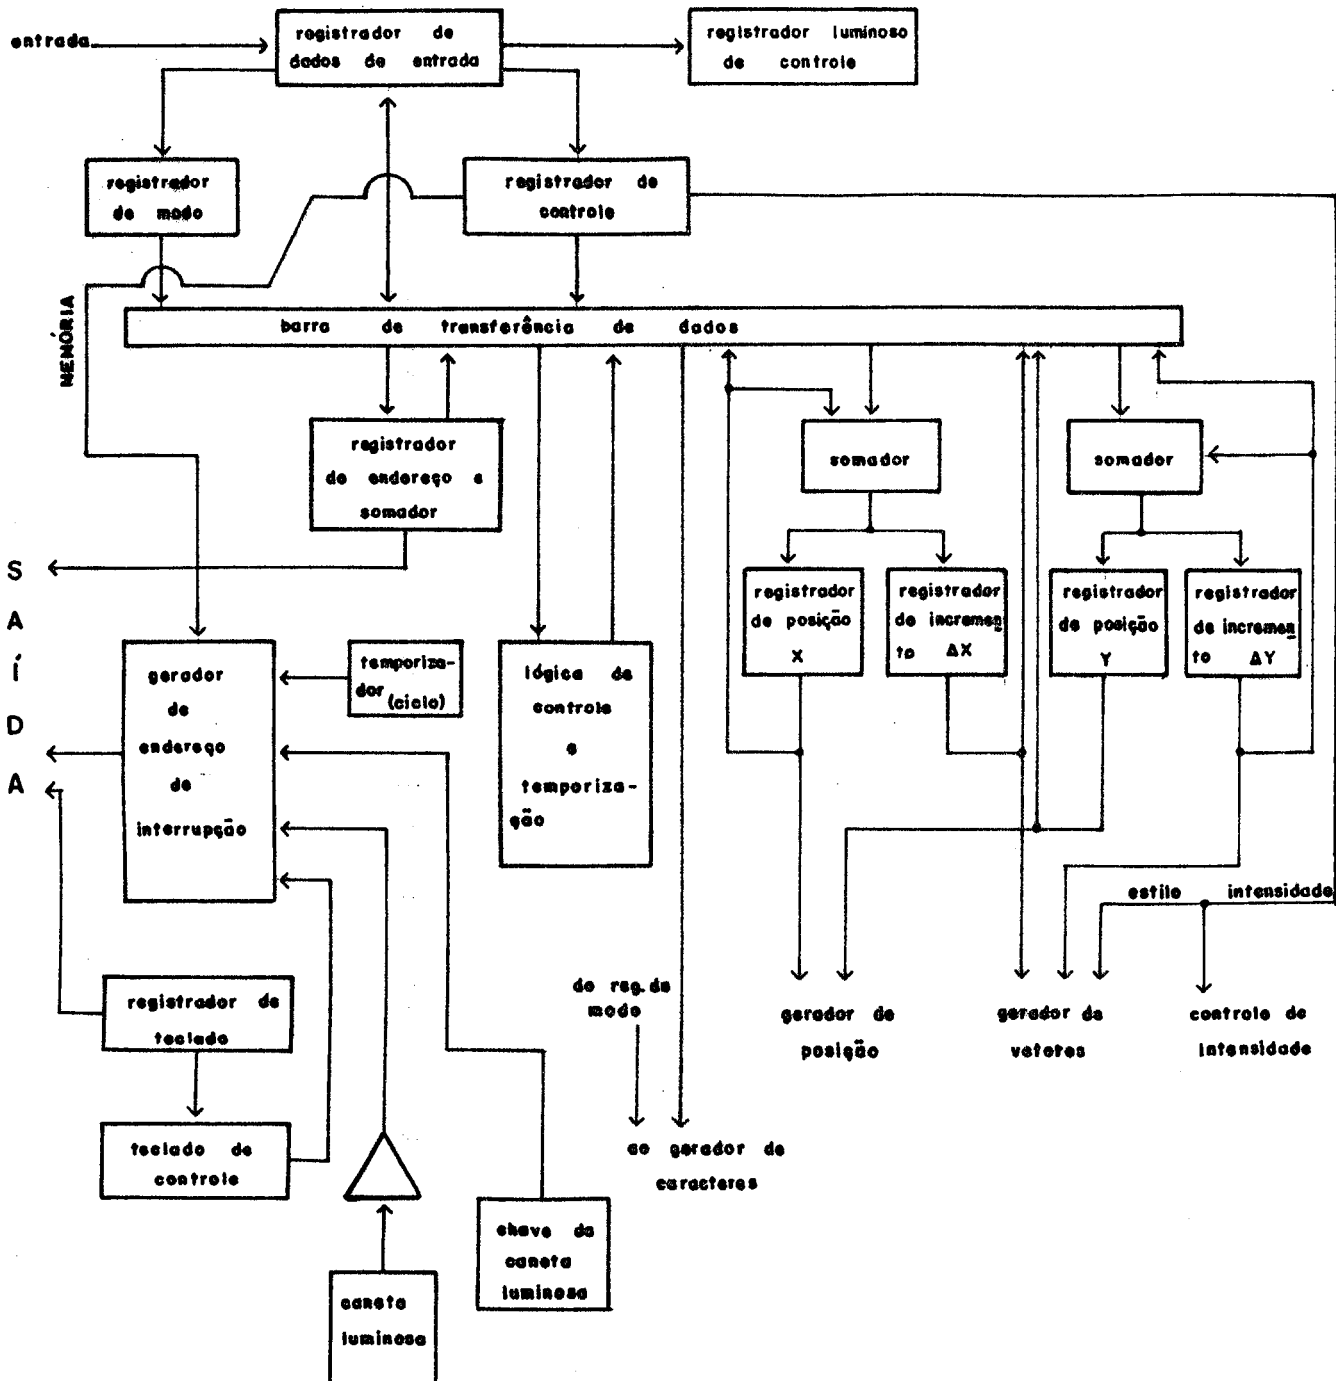 entrada
registrador de
dados de entrada
registrador luminoso
de controle
registrador
de modo
registrador de
controle
MEMÓRIA
barra de transferência de dados
registrador
de endereço e
somador
somador
somador
SAÍDA
registrador
de posição
X
registrador
de incremen
to ΔX
registrador
de posição
Y
registrador
de incremen
to ΔY
gerador
de
endereço
de
interrupção
temporiza-
dor (ciclo)
lógica de
controle
e
temporiza-
ção
estilo intensidade
registrador de
teclado
do reg. de
modo
gerador de
posição
gerador de
vetores
controle de
intensidade
teclado de
controle
ao gerador de
caracteres
chave da
caneta
luminosa
caneta
luminosa